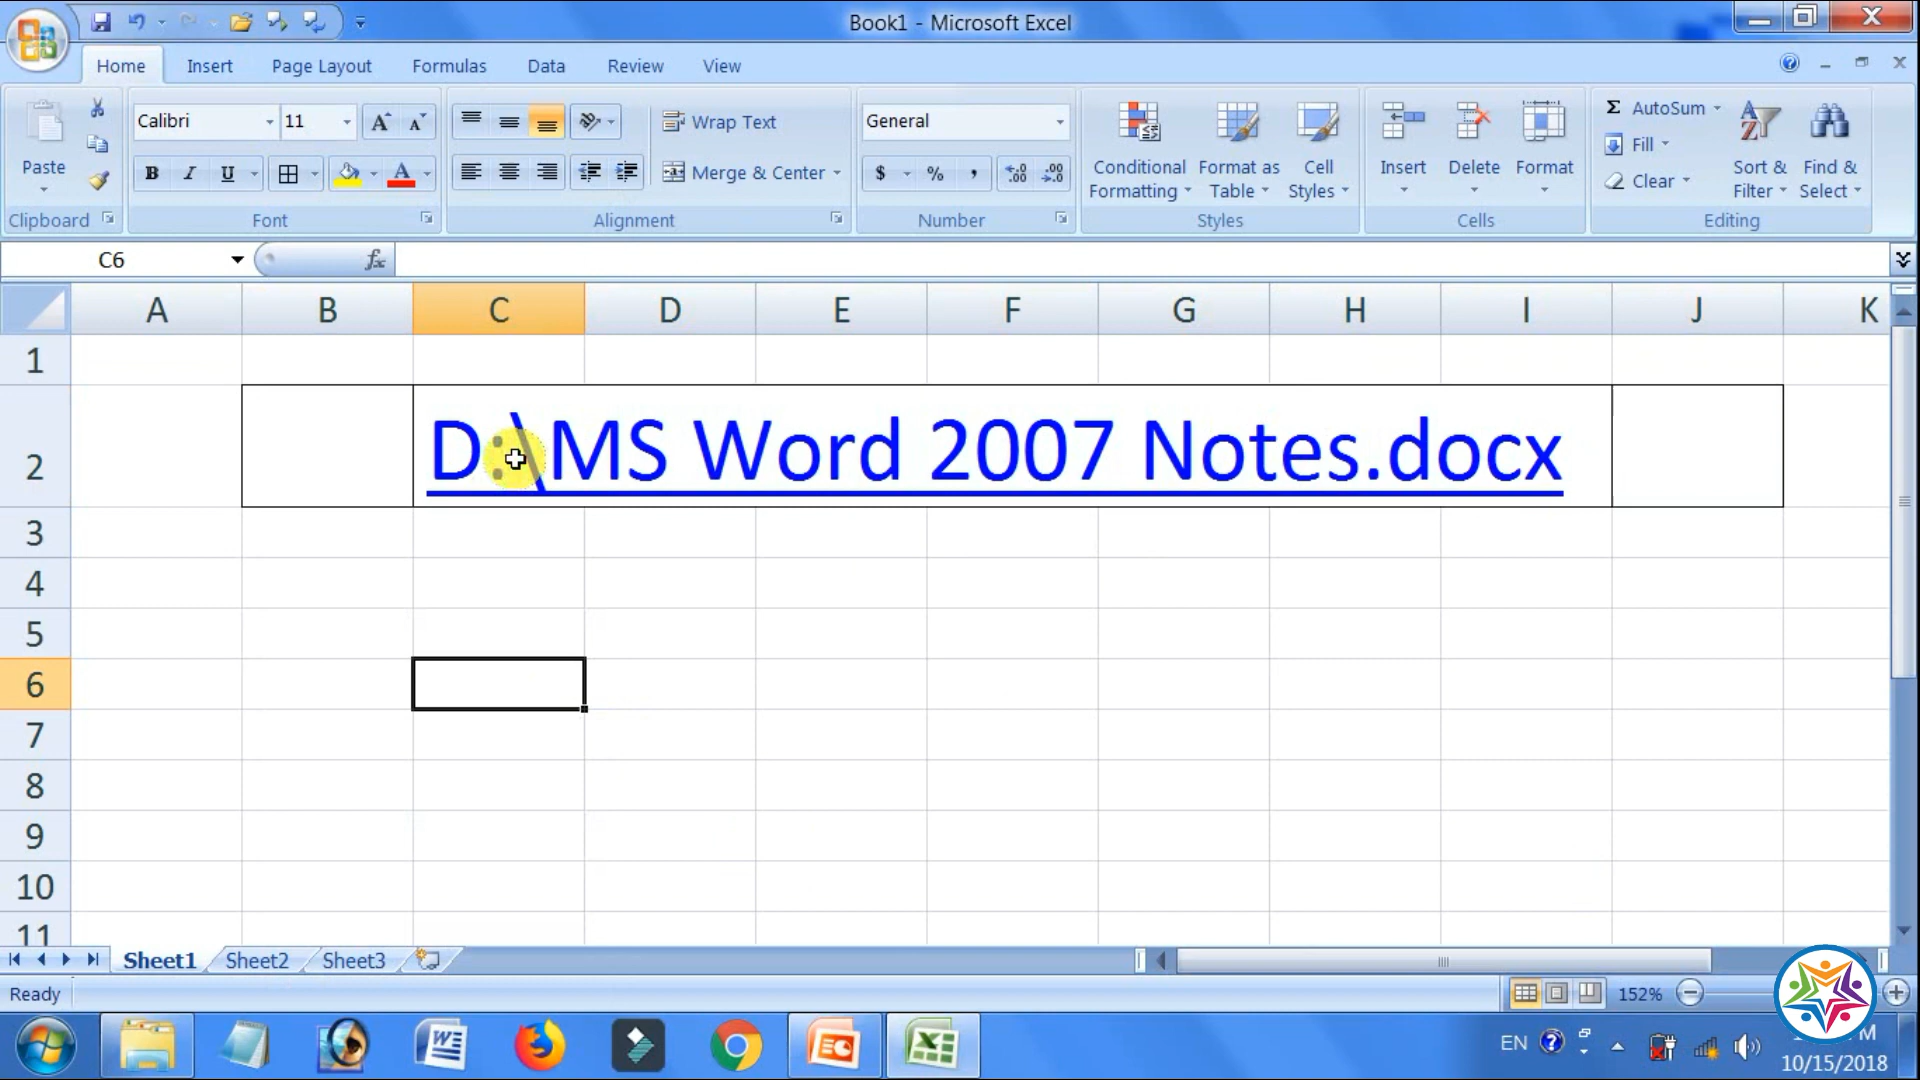 Book1 - Microsoft Excel
Home Insert Page Layout Formulas Data Review View
Paste
Clipboard
Calibri 11
B I U
Font
Wrap Text
Merge & Center
Alignment
General
$ % ,
Number
Conditional Formatting
Format as Table
Cell Styles
Styles
Insert Delete Format
Cells
Σ AutoSum
Fill
Clear
Sort & Filter
Find & Select
Editing
C6 fx
A B C D E F G H I J K
1
2 D:\MS Word 2007 Notes.docx
3
4
5
6
7
8
9
10
11
Sheet1 Sheet2 Sheet3
Ready 152%
EN
10/15/2018